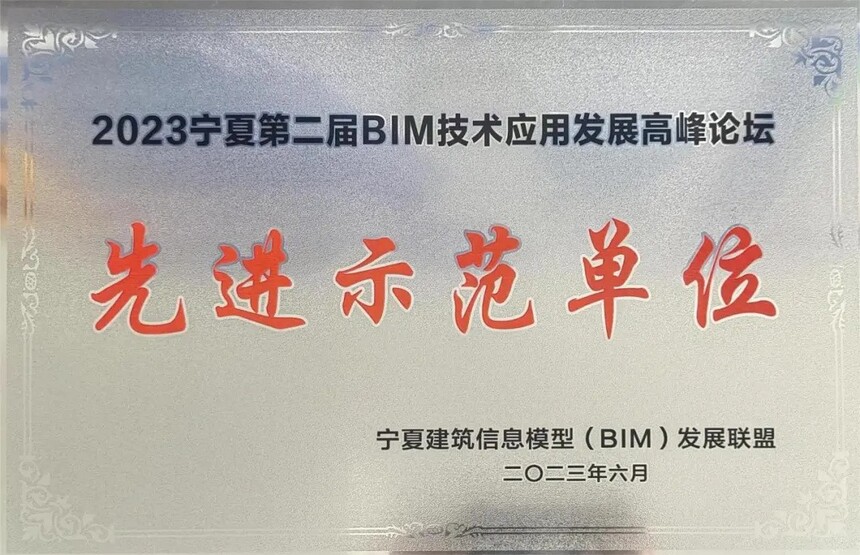 2023宁夏第二届BIM技术应用发展高峰论坛
先进示范单位
宁夏建筑信息模型（BIM）发展联盟
二〇二三年六月